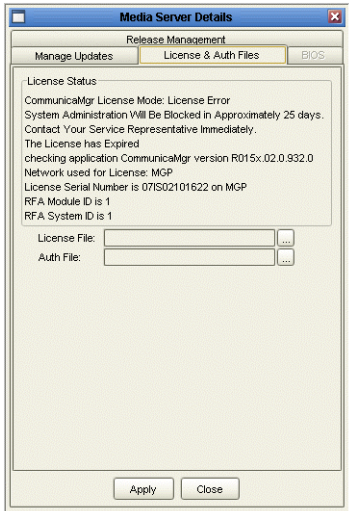 Media Server Details
Release Management
Manage Updates
License & Auth Files
BIOS
License Status
CommunicaMgr License Mode: License Error
System Administration Will Be Blocked in Approximately 25 days.
Contact Your Service Representative Immediately.
The License has Expired
checking application CommunicaMgr version R015x.02.0.932.0
Network used for License: MGP
License Serial Number is 07IS02101622 on MGP
RFA Module ID is 1
RFA System ID is 1
License File:
...
Auth File:
...
Apply
Close